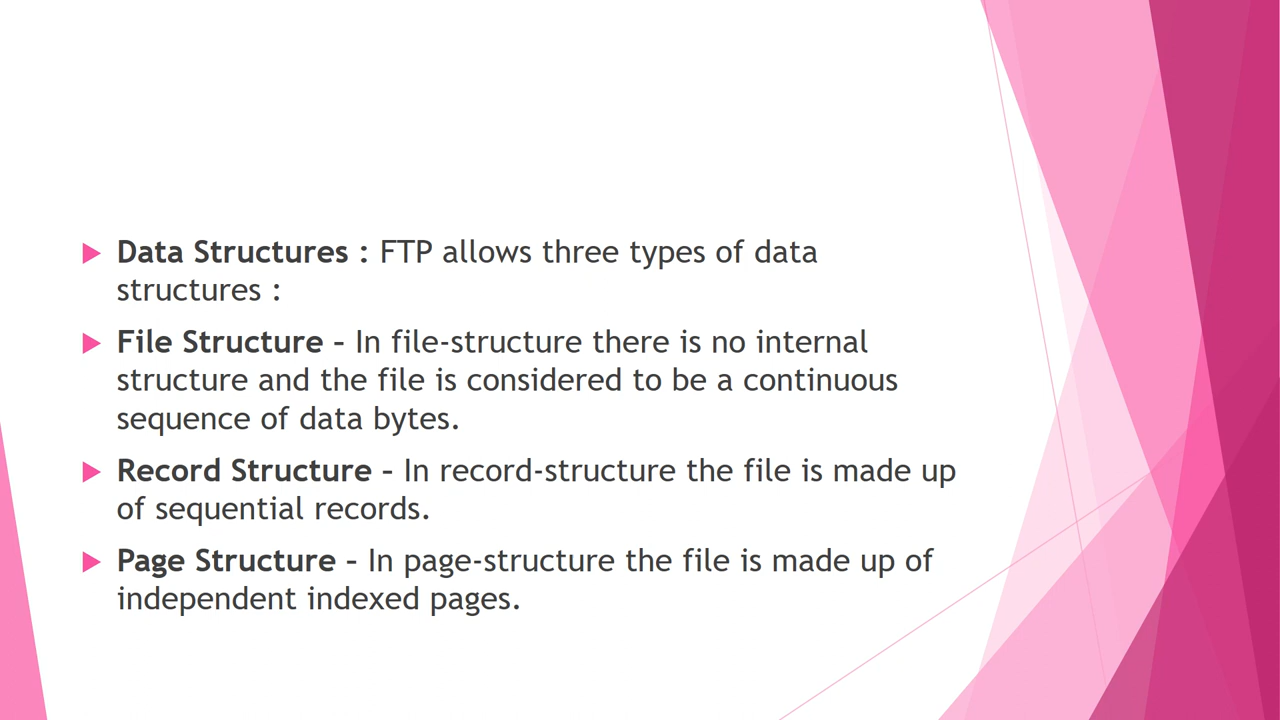 Data Structures : FTP allows three types of data
structures :
File Structure – In file-structure there is no internal
structure and the file is considered to be a continuous
sequence of data bytes.
Record Structure – In record-structure the file is made up
of sequential records.
Page Structure – In page-structure the file is made up of
independent indexed pages.